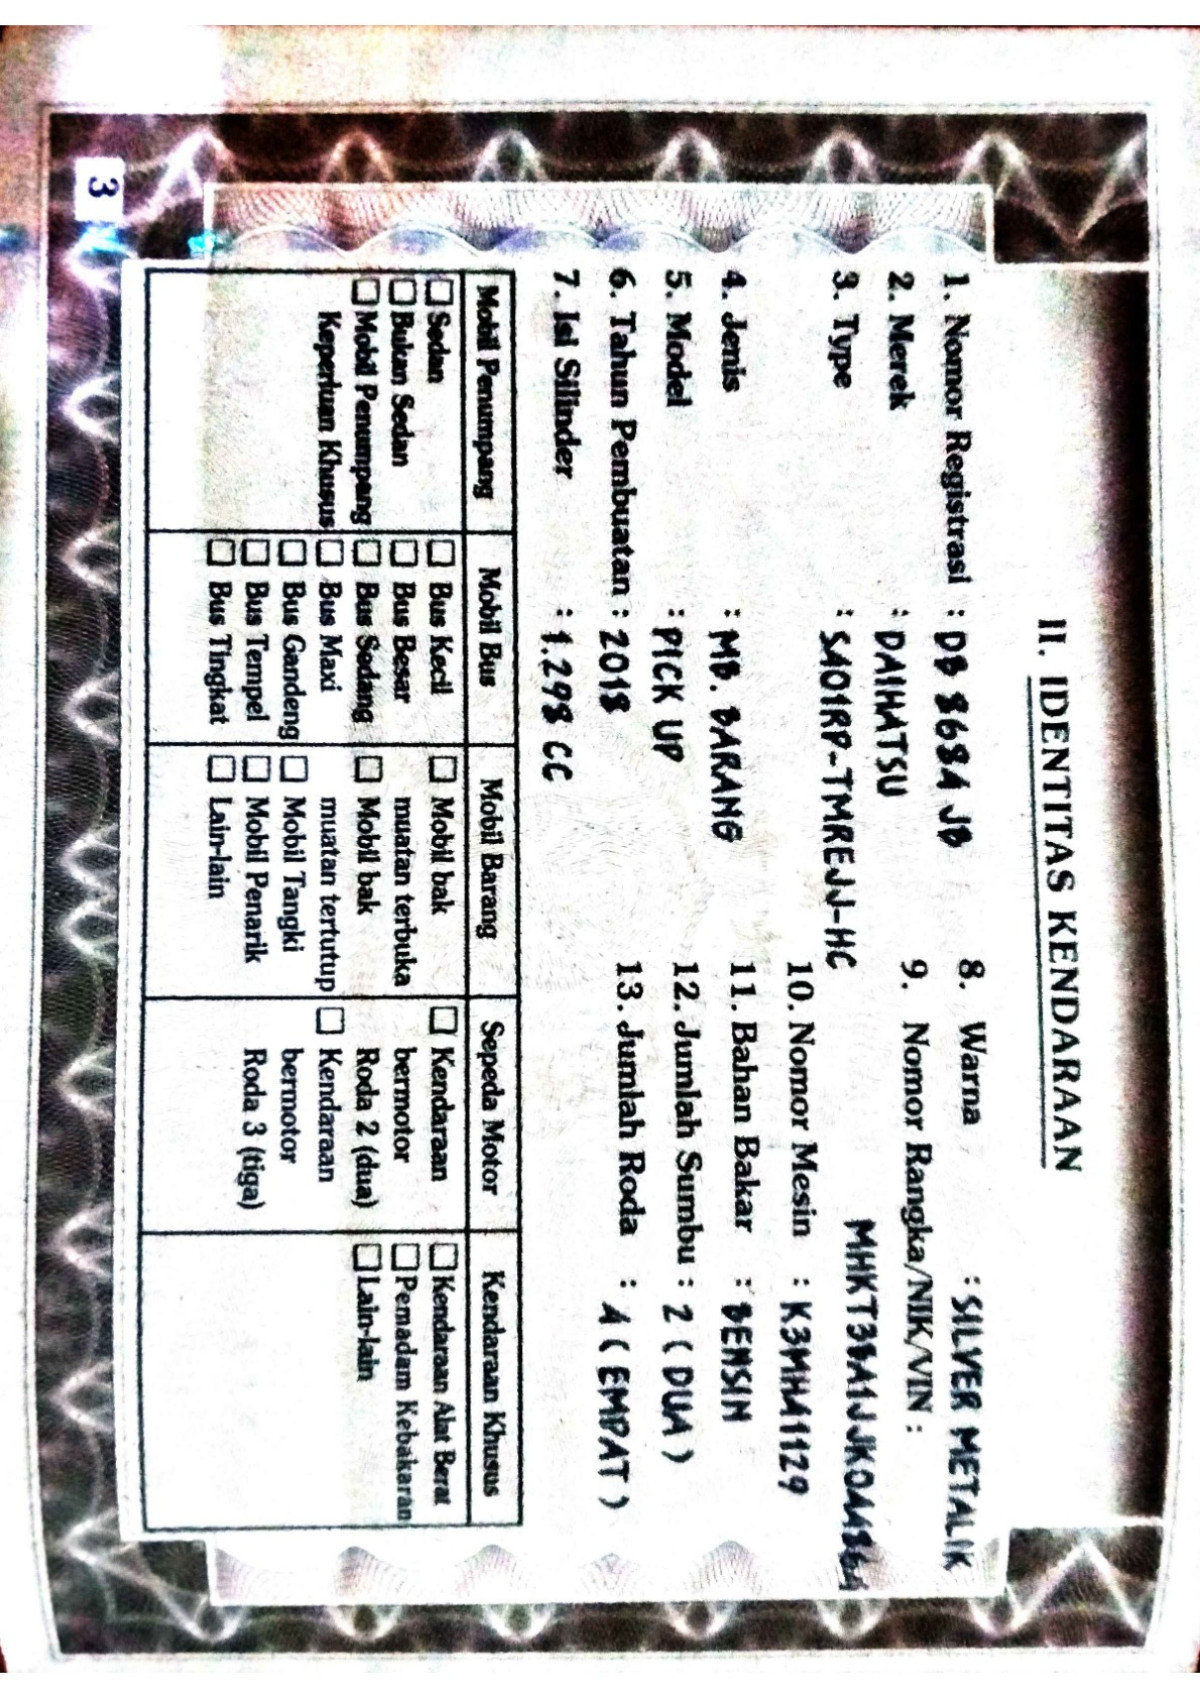 II. IDENTITAS KENDARAAN
1. Nomor Registrasi : DB 8684 JB
2. Merek : DAIHATSU
3. Type : S401RP-TMREJJ-HC
4. Jenis : MB. BARANG
5. Model : PICK UP
6. Tahun Pembuatan : 2018
7. Isi Silinder : 1.298 CC
8. Warna : SILVER METALIK
9. Nomor Rangka/NIK/VIN :
MHKT3BA1JJK044864
10. Nomor Mesin : K3MH41129
11. Bahan Bakar : BENSIN
12. Jumlah Sumbu : 2 ( DUA )
13. Jumlah Roda : 4 ( EMPAT )
Mobil Penumpang
Sedan
Bukan Sedan
Mobil Penumpang
Keperluan Khusus
Mobil Bus
Bus Kecil
Bus Besar
Bus Sedang
Bus Maxi
Bus Gandeng
Bus Tempel
Bus Tingkat
Mobil Barang
Mobil bak
muatan terbuka
Mobil bak
muatan tertutup
Mobil Tangki
Mobil Penarik
Lain-lain
Sepeda Motor
Kendaraan
bermotor
Roda 2 (dua)
Kendaraan
bermotor
Roda 3 (tiga)
Kendaraan Khusus
Kendaraan Alat Berat
Pemadam Kebakaran
Lain-lain
3